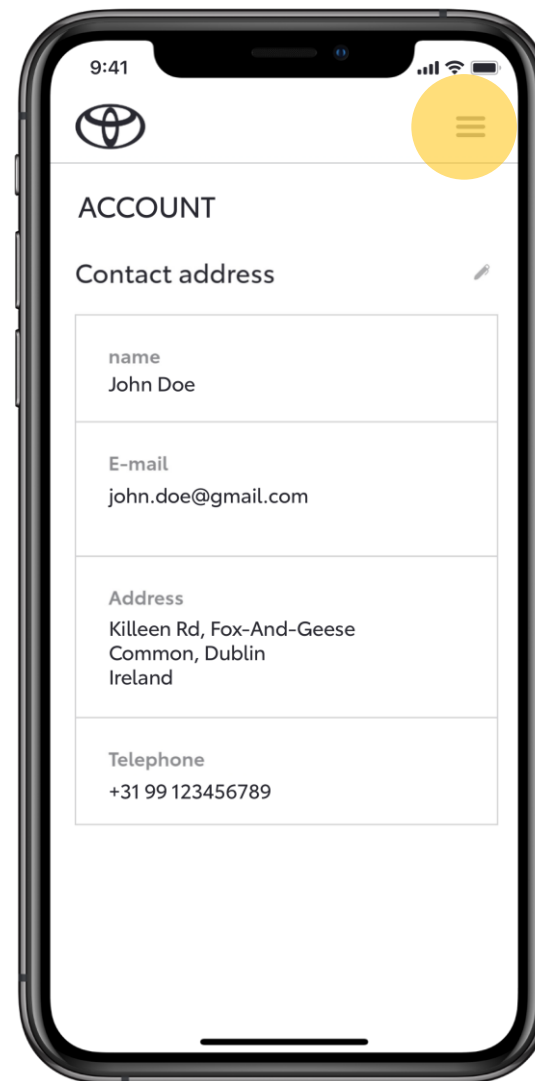 9:41
ACCOUNT
Contact address
name
John Doe
E-mail
john.doe@gmail.com
Address
Killeen Rd, Fox-And-Geese
Common, Dublin
Ireland
Telephone
+31 99 123456789